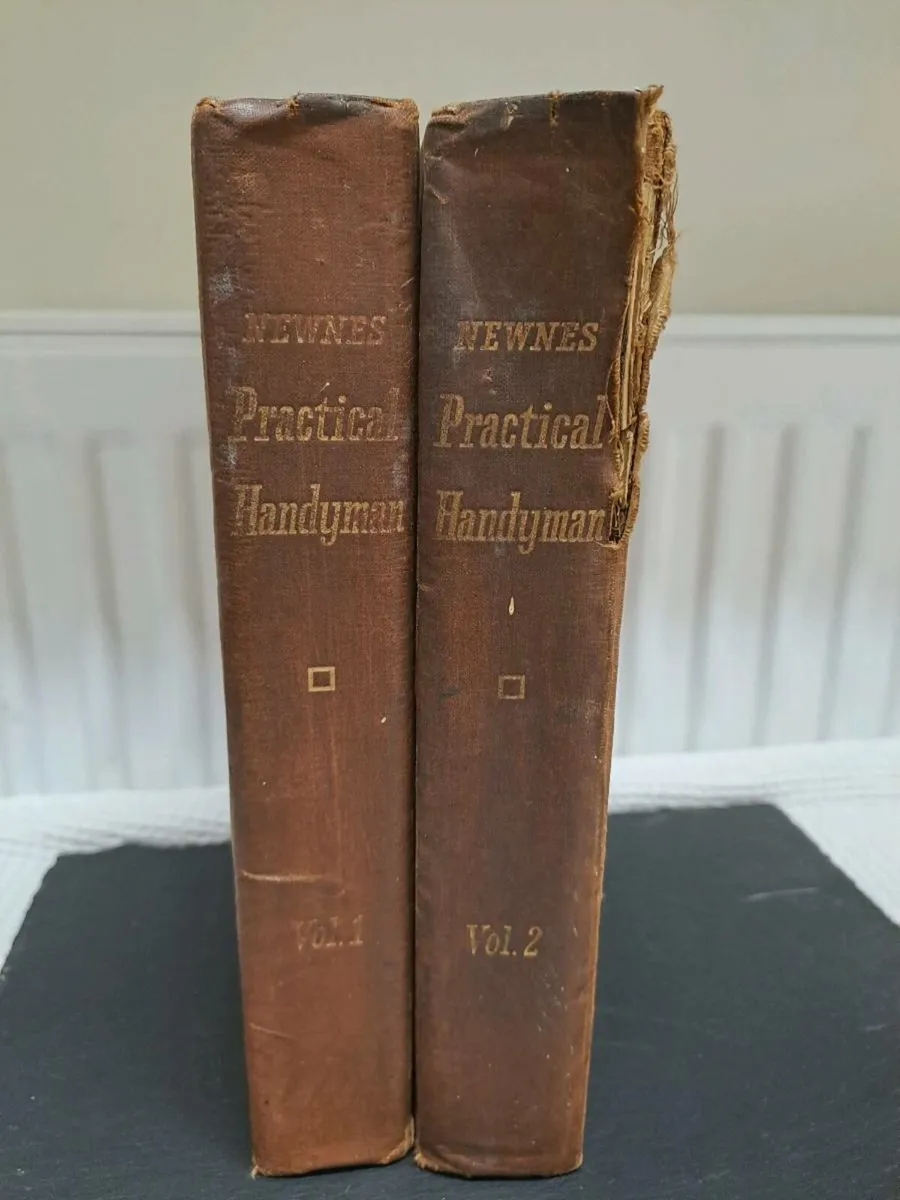 NEWNES
Practical
Handyman
Vol. 1
NEWNES
Practical
Handyman
Vol. 2